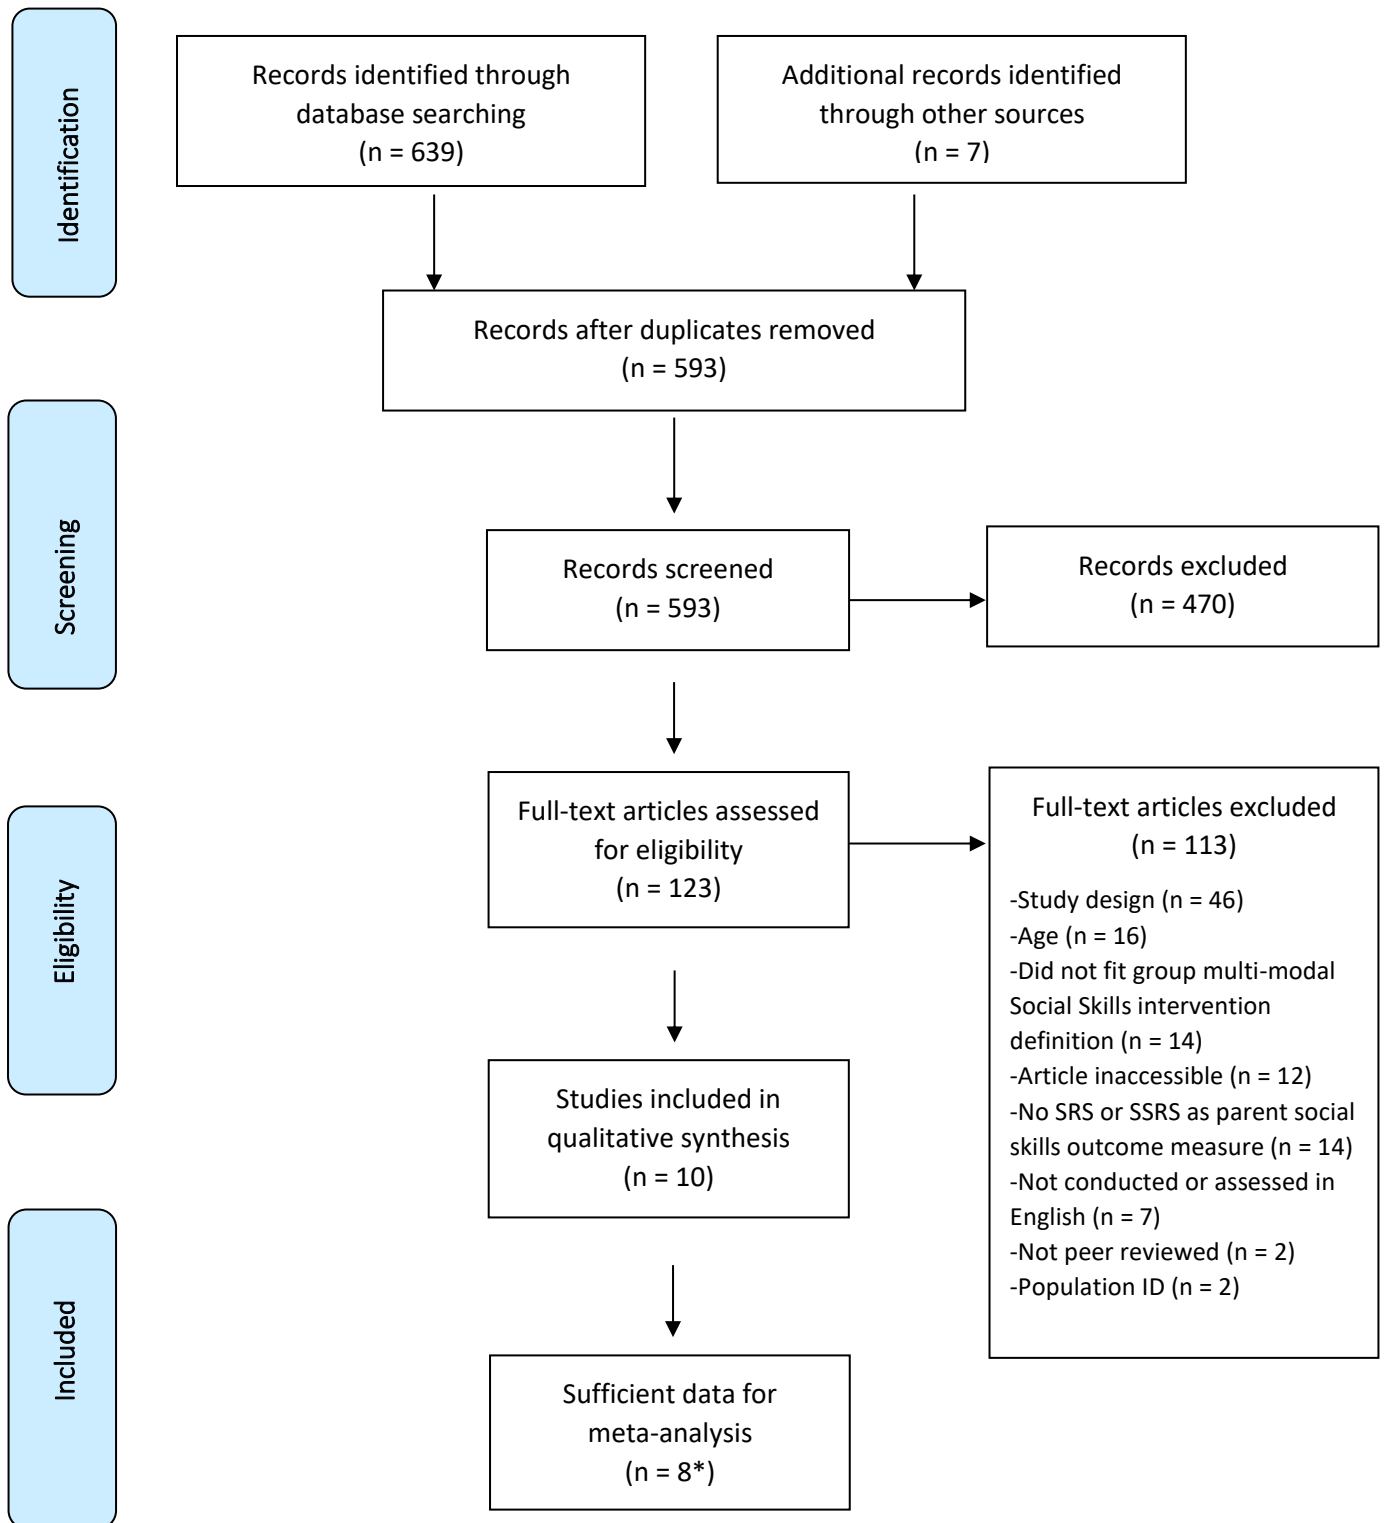 Identification
Records identified through
database searching
(n = 639)
Additional records identified
through other sources
(n = 7)
Records after duplicates removed
(n = 593)
Screening
Records screened
(n = 593)
Records excluded
(n = 470)
Eligibility
Full-text articles assessed
for eligibility
(n = 123)
Full-text articles excluded
(n = 113)
-Study design (n = 46)
-Age (n = 16)
-Did not fit group multi-modal
Social Skills intervention
definition (n = 14)
-Article inaccessible (n = 12)
-No SRS or SSRS as parent social
skills outcome measure (n = 14)
-Not conducted or assessed in
English (n = 7)
-Not peer reviewed (n = 2)
-Population ID (n = 2)
Studies included in
qualitative synthesis
(n = 10)
Included
Sufficient data for
meta-analysis
(n = 8*)